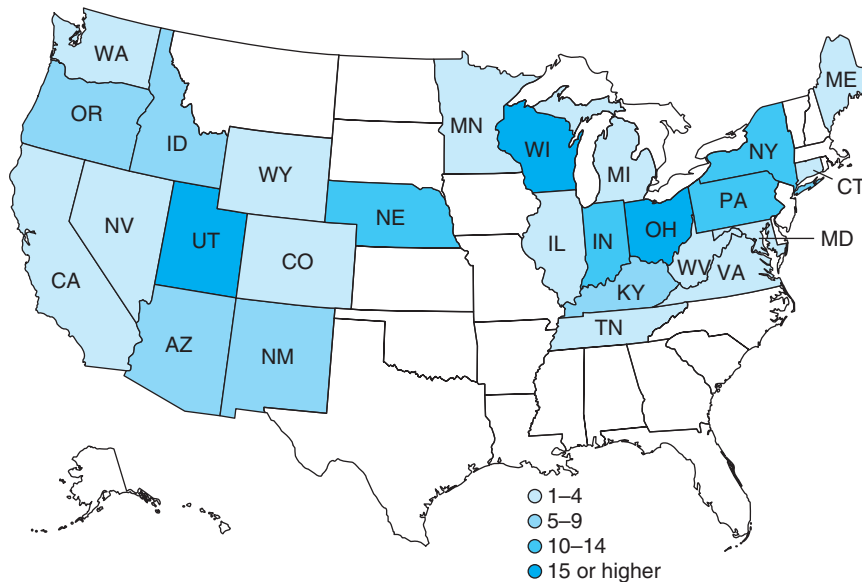 WA
ME
OR
MN
ID
WI
NY
WY
MI
CT
PA
NE
NV
IL
IN
OH
MD
UT
CO
WV
VA
CA
KY
TN
AZ
NM
1–4
5–9
10–14
15 or higher